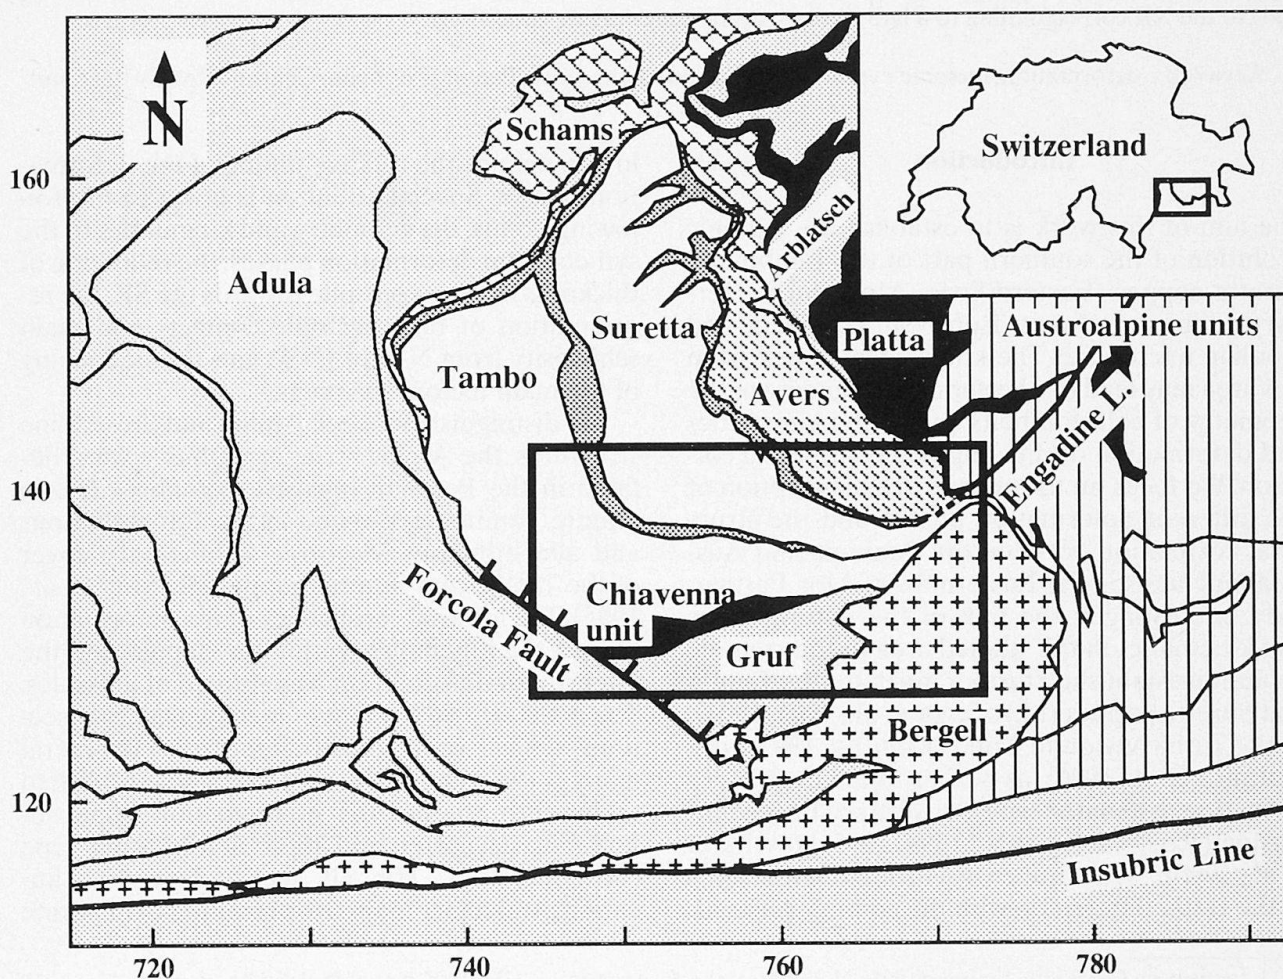 N
Schams
Switzerland
160
Adula
Arblatsch
Suretta
Platta
Austroalpine units
Tambo
Avers
Engadine L.
140
Forcola Fault
Chiavenna
unit
Gruf
Bergell
120
Insubric Line
720
740
760
780